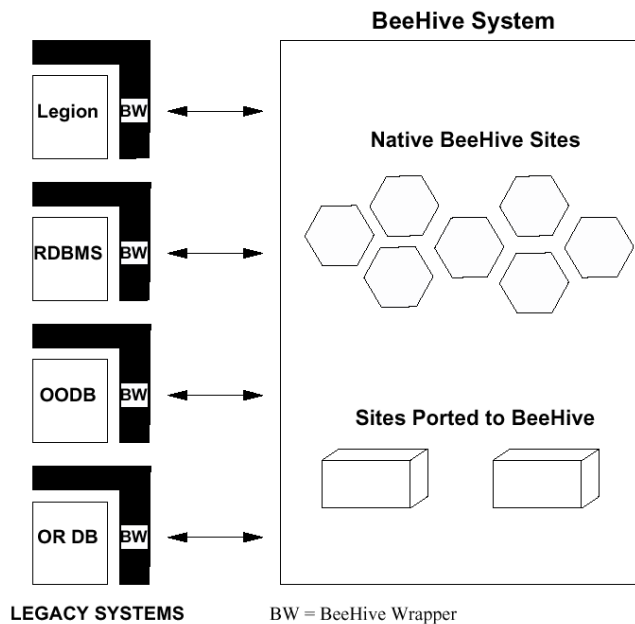 BeeHive System
Legion
BW
Native BeeHive Sites
RDBMS
BW
OODB
BW
Sites Ported to BeeHive
OR DB
BW
LEGACY SYSTEMS
BW = BeeHive Wrapper